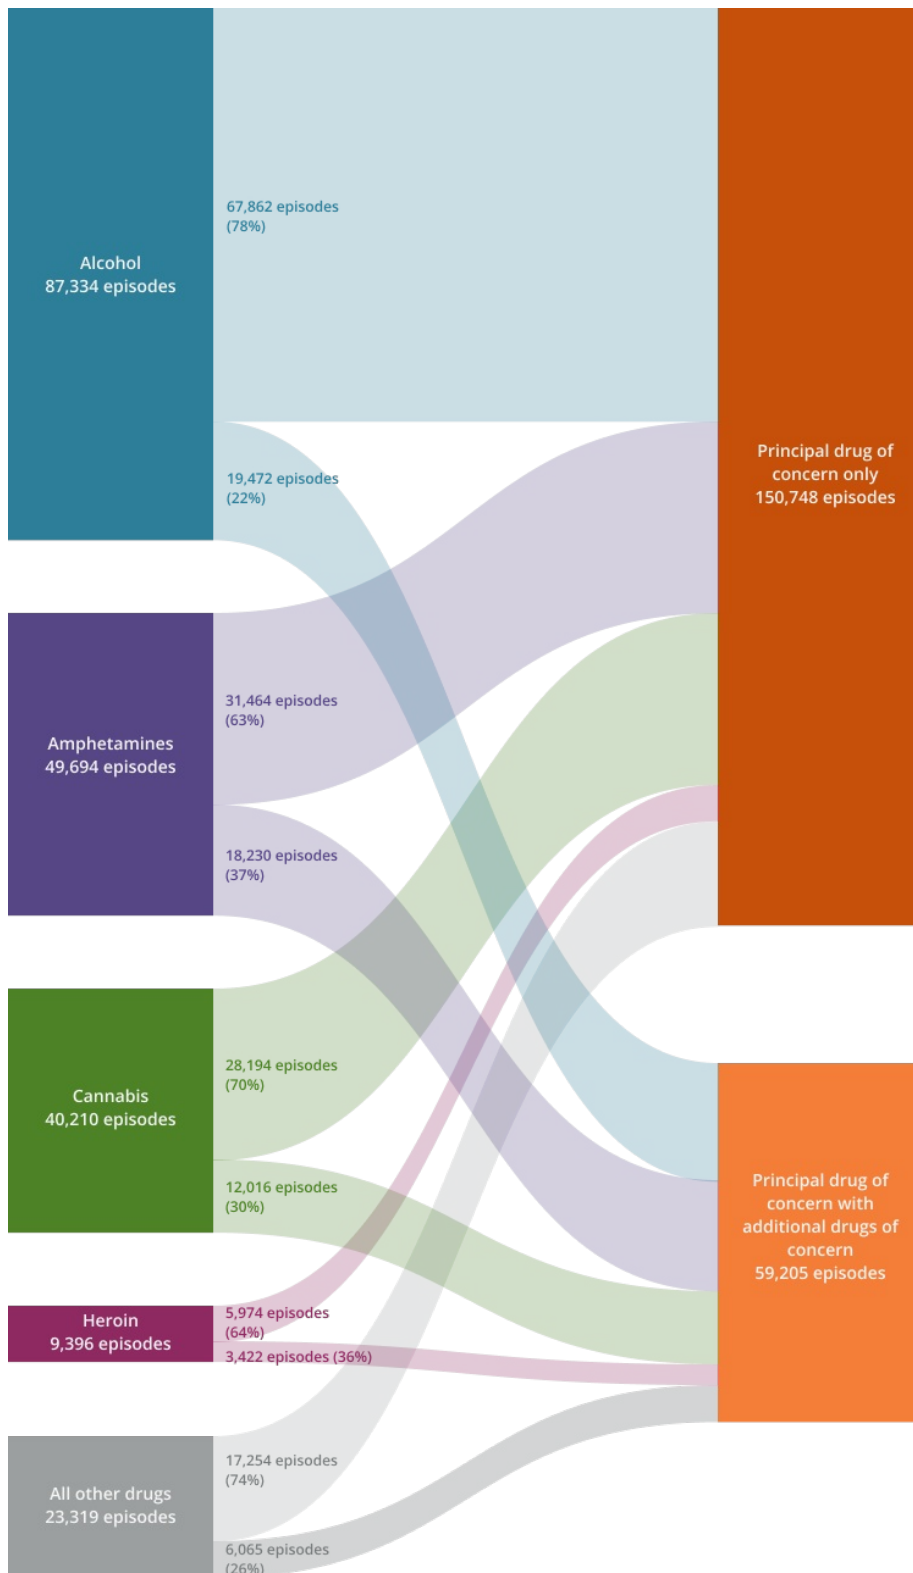 Alcohol
87,334 episodes
67,862 episodes
(78%)
19,472 episodes
(22%)
Amphetamines
49,694 episodes
31,464 episodes
(63%)
18,230 episodes
(37%)
Cannabis
40,210 episodes
28,194 episodes
(70%)
12,016 episodes
(30%)
Heroin
9,396 episodes
5,974 episodes
(64%)
3,422 episodes (36%)
All other drugs
23,319 episodes
17,254 episodes
(74%)
6,065 episodes
(26%)
Principal drug of
concern only
150,748 episodes
Principal drug of
concern with
additional drugs of
concern
59,205 episodes